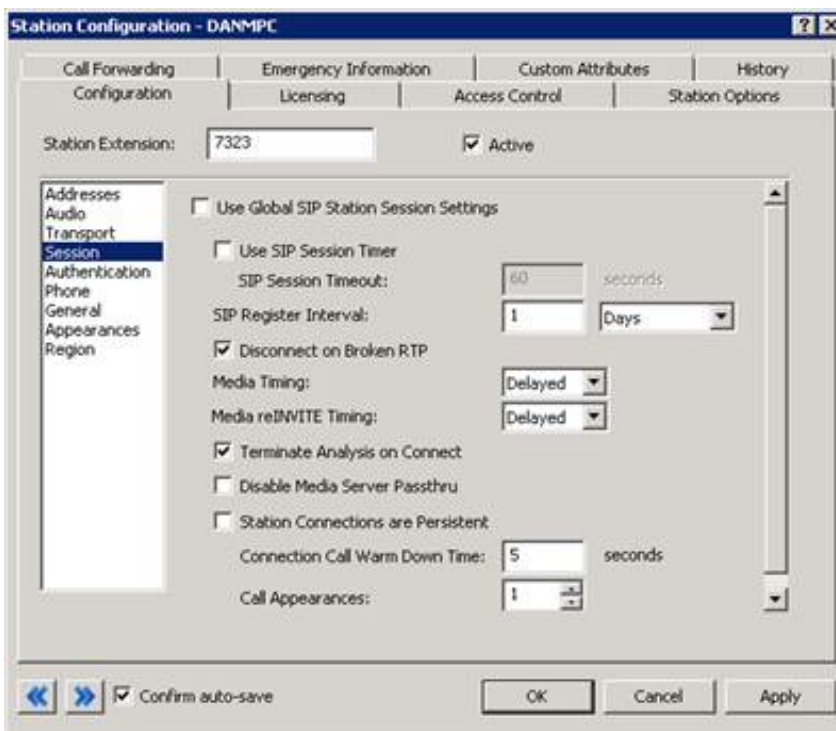 Station Configuration - DANMPC
Call Forwarding Emergency Information Custom Attributes History
Configuration Licensing Access Control Station Options
Station Extension: 7323 Active
Addresses
Audio
Transport
Session
Authentication
Phone
General
Appearances
Region
Use Global SIP Station Session Settings
Use SIP Session Timer
SIP Session Timeout: 60 seconds
SIP Register Interval: 1 Days
Disconnect on Broken RTP
Media Timing: Delayed
Media reINVITE Timing: Delayed
Terminate Analysis on Connect
Disable Media Server Passthru
Station Connections are Persistent
Connection Call Warm Down Time: 5 seconds
Call Appearances: 1
Confirm auto-save OK Cancel Apply